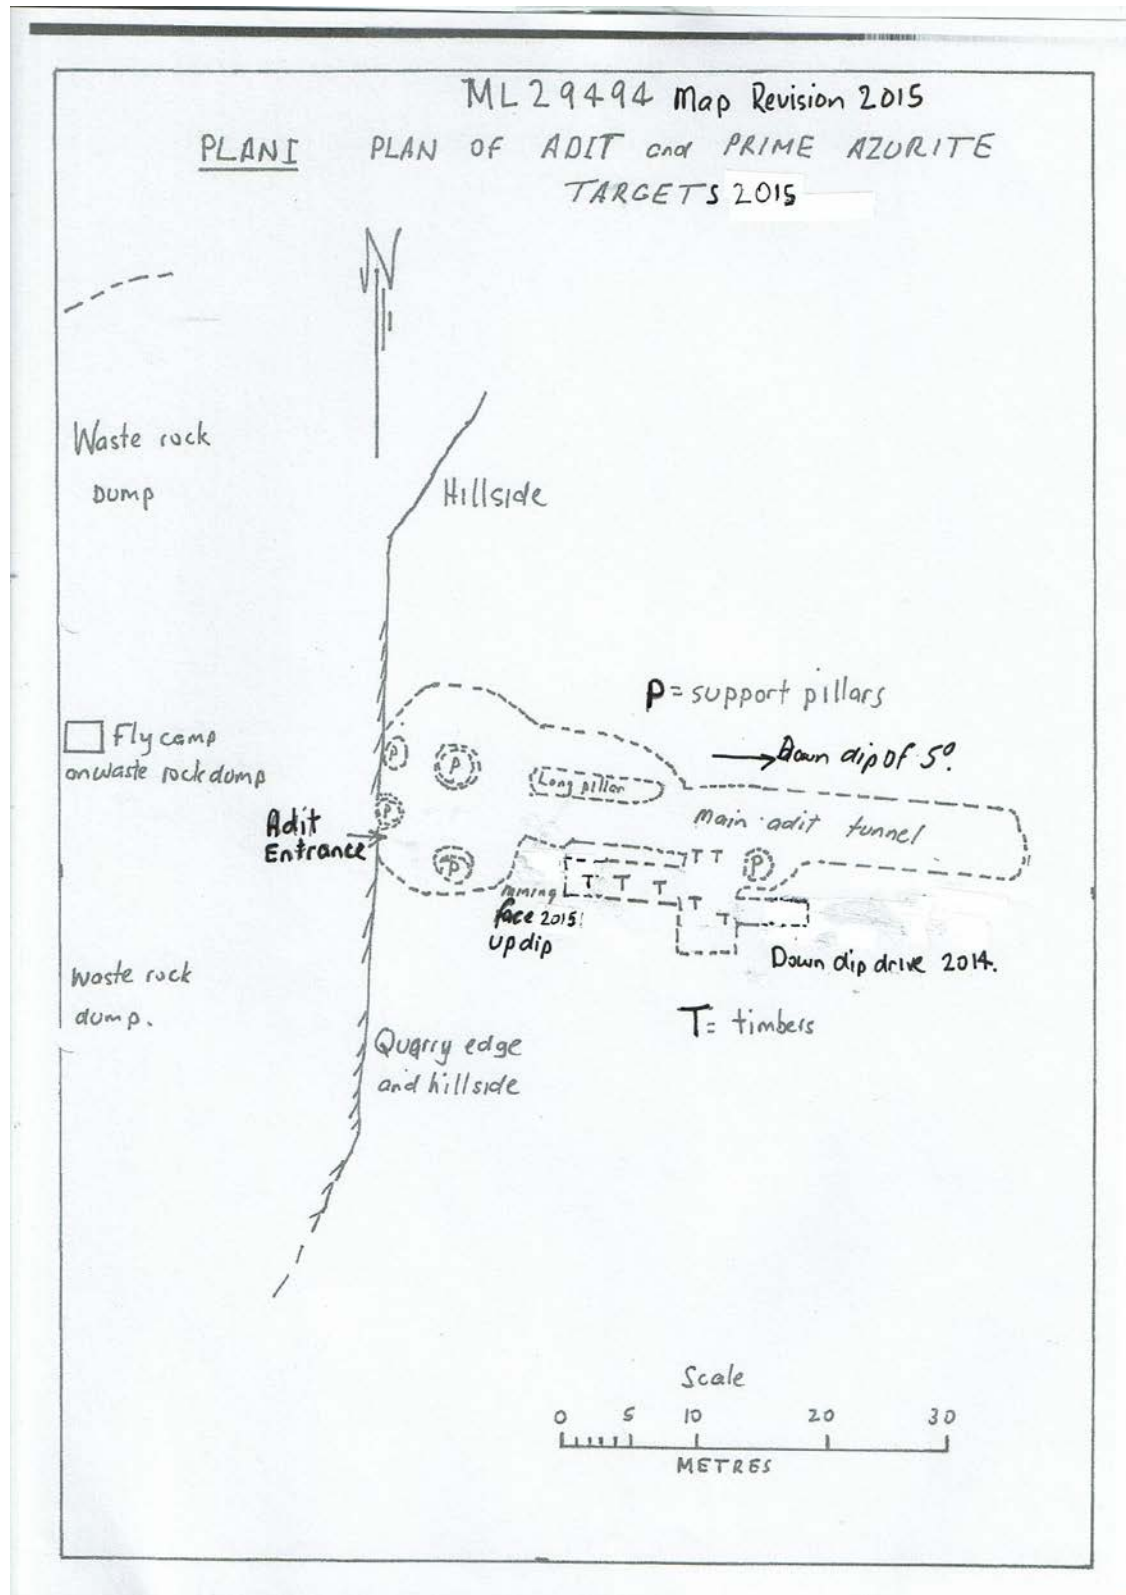 ML29494 Map Revision 2015
PLAN I PLAN OF ADIT and PRIME AZURITE
TARGETS 2015
N
Waste rock
Dump
Hillside
P = support pillars
Fly camp
on waste rock dump
Down dip of 5°.
P
P
Long pillar
P
Main adit tunnel
Adit
Entrance
T T
P
P
T T T
mining
face 2015
updip
T
T
Down dip drive 2014.
Waste rock
dump.
T = timbers
Quarry edge
and hillside
Scale
0 5 10 20 30
METRES